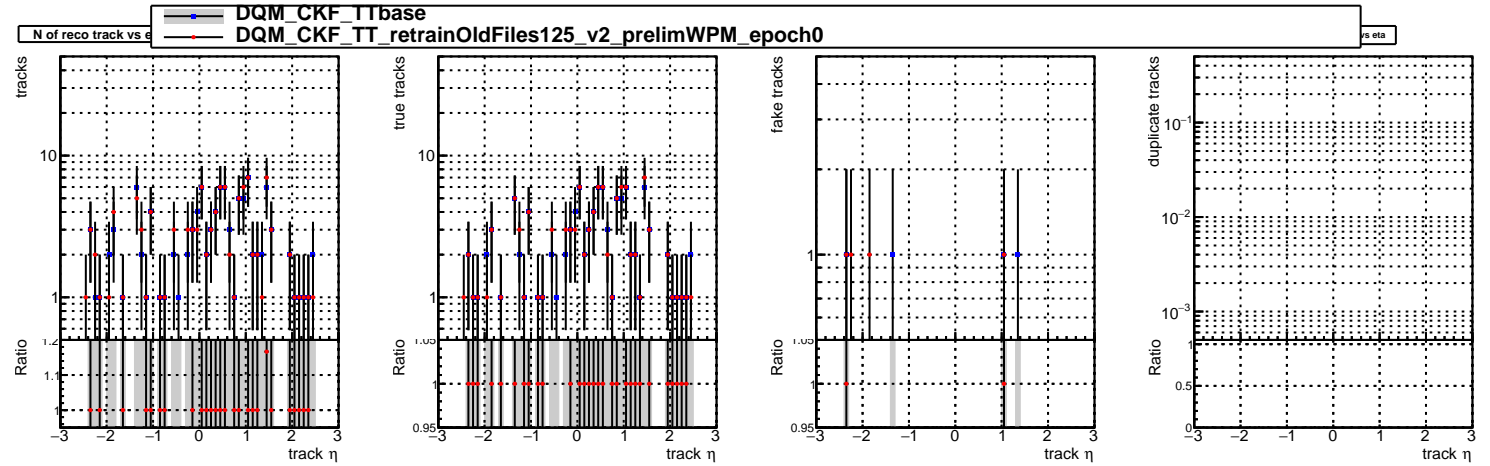 DQM_CKF_TTbase
DQM_CKF_TT_retrainOldFiles125_v2_prelimWPM_epoch0
N of reco track vs e
vs eta
tracks
10
1
Ratio
1.2
1.1
1
−3 −2 −1 0 1 2 3
track η
true tracks
10
1
Ratio
1.05
1
0.95
−3 −2 −1 0 1 2 3
track η
fake tracks
1
Ratio
1.05
1
0.95
−3 −2 −1 0 1 2 3
track η
duplicate tracks
10−1
10−2
10−3
Ratio
1
0.5
0
−3 −2 −1 0 1 2 3
track η